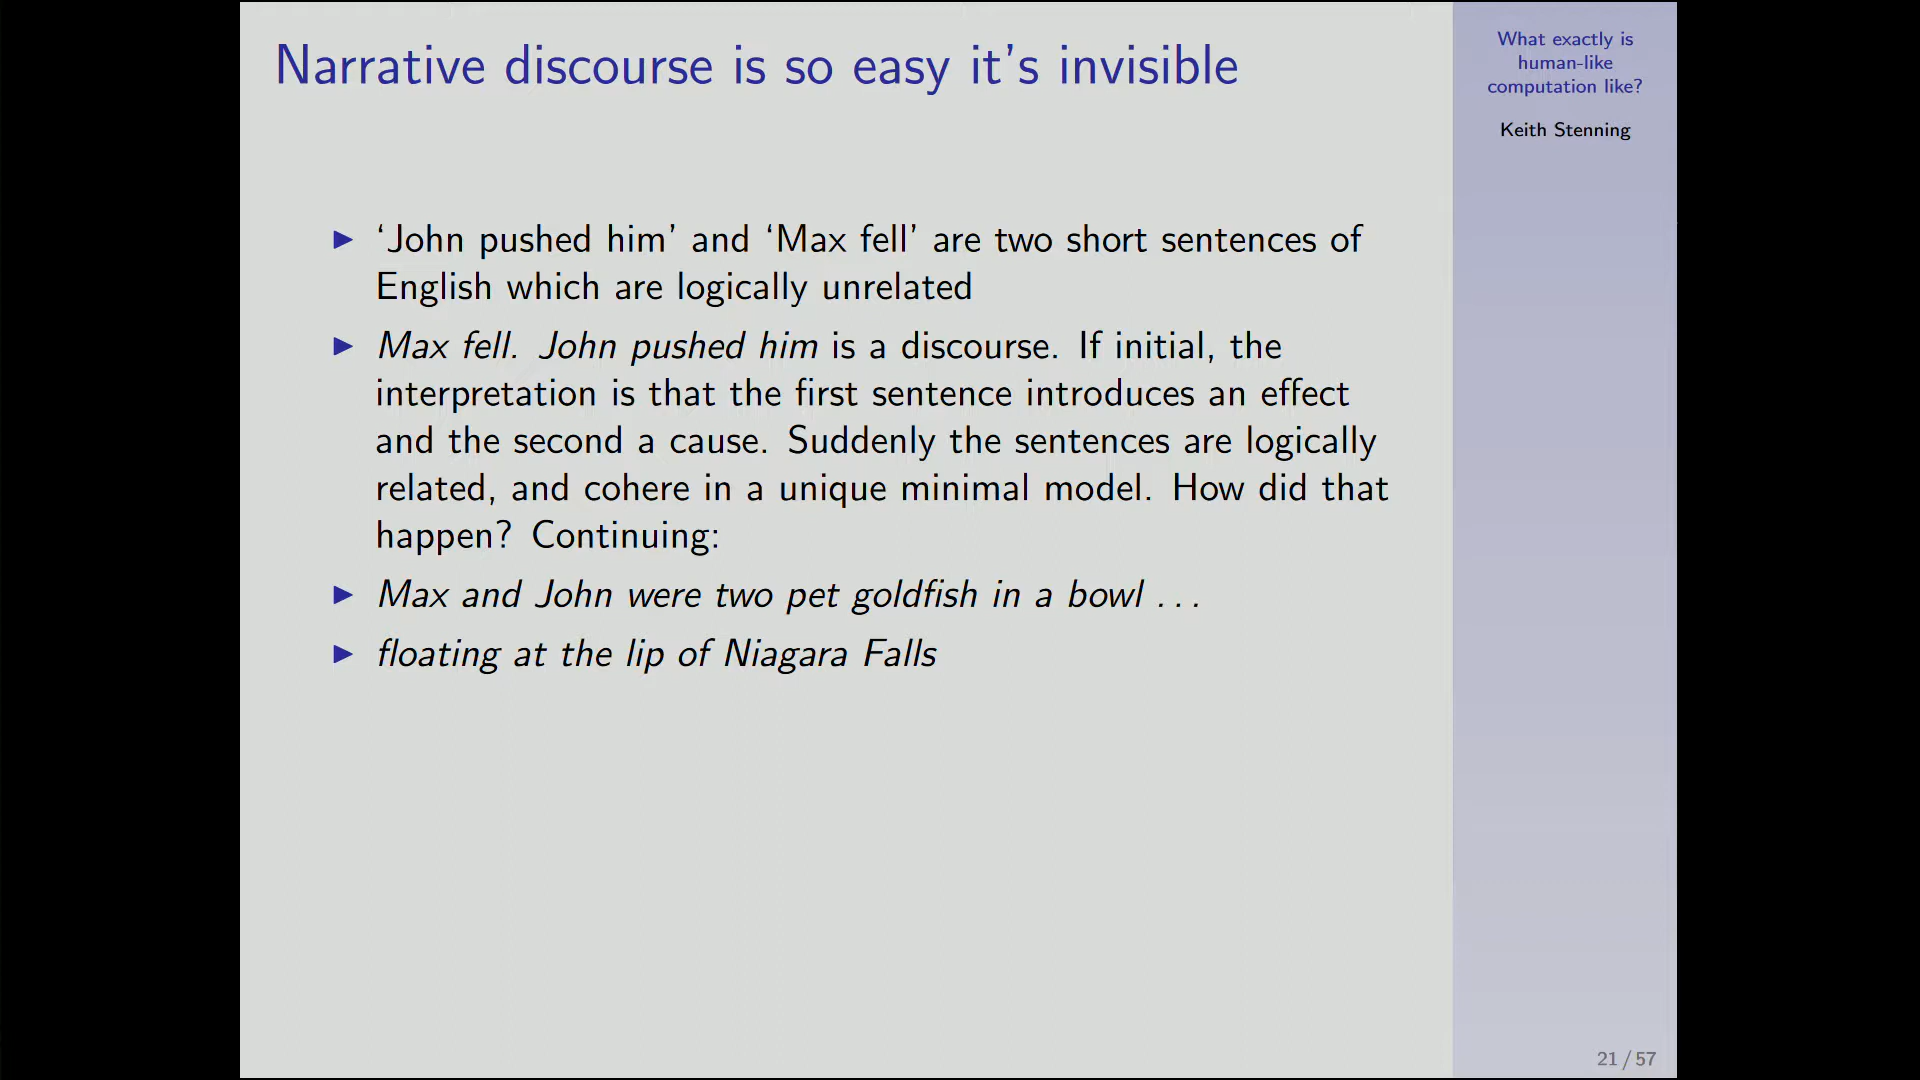 Narrative discourse is so easy it's invisible
▶ ‘John pushed him’ and ‘Max fell’ are two short sentences of
English which are logically unrelated
▶ Max fell. John pushed him is a discourse. If initial, the
interpretation is that the first sentence introduces an effect
and the second a cause. Suddenly the sentences are logically
related, and cohere in a unique minimal model. How did that
happen? Continuing:
▶ Max and John were two pet goldfish in a bowl . . .
▶ floating at the lip of Niagara Falls
What exactly is
human-like
computation like?
Keith Stenning
21 / 57